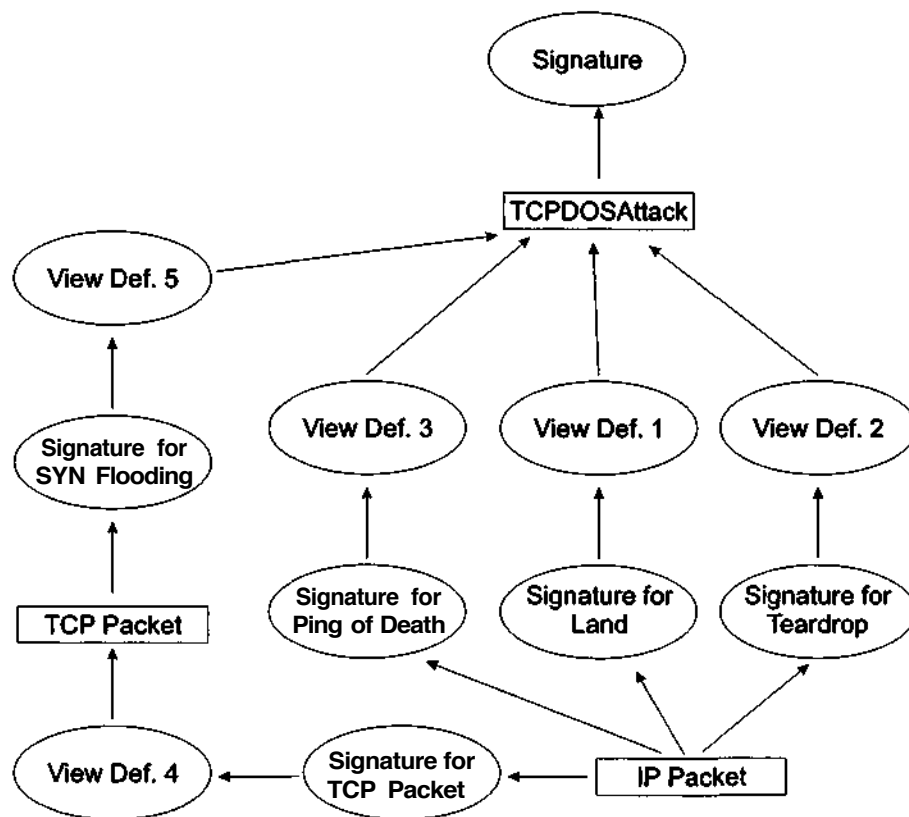 Signature
TCPDOSAttack
View Def. 5
View Def. 3
View Def. 1
View Def. 2
Signature for
SYN Flooding
Signature for
Ping of Death
Signature for
Land
Signature for
Teardrop
TCP Packet
View Def. 4
Signature for
TCP Packet
IP Packet